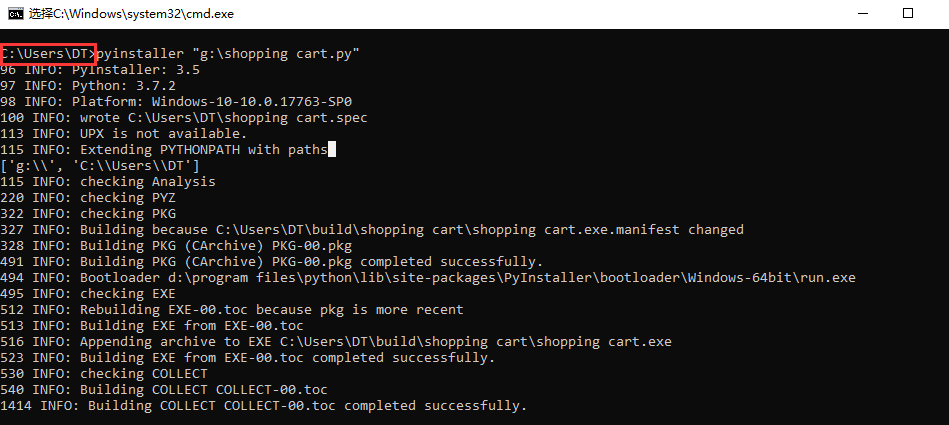 选择C:\Windows\system32\cmd.exe
C:\Users\DT>pyinstaller "g:\shopping cart.py"
96 INFO: PyInstaller: 3.5
97 INFO: Python: 3.7.2
98 INFO: Platform: Windows-10-10.0.17763-SP0
100 INFO: wrote C:\Users\DT\shopping cart.spec
113 INFO: UPX is not available.
115 INFO: Extending PYTHONPATH with paths
['g:\\', 'C:\\Users\\DT']
115 INFO: checking Analysis
220 INFO: checking PYZ
322 INFO: checking PKG
327 INFO: Building because C:\Users\DT\build\shopping cart\shopping cart.exe.manifest changed
328 INFO: Building PKG (CArchive) PKG-00.pkg
491 INFO: Building PKG (CArchive) PKG-00.pkg completed successfully.
494 INFO: Bootloader d:\program files\python\lib\site-packages\PyInstaller\bootloader\Windows-64bit\run.exe
495 INFO: checking EXE
512 INFO: Rebuilding EXE-00.toc because pkg is more recent
513 INFO: Building EXE from EXE-00.toc
516 INFO: Appending archive to EXE C:\Users\DT\build\shopping cart\shopping cart.exe
523 INFO: Building EXE from EXE-00.toc completed successfully.
530 INFO: checking COLLECT
540 INFO: Building COLLECT COLLECT-00.toc
1414 INFO: Building COLLECT COLLECT-00.toc completed successfully.